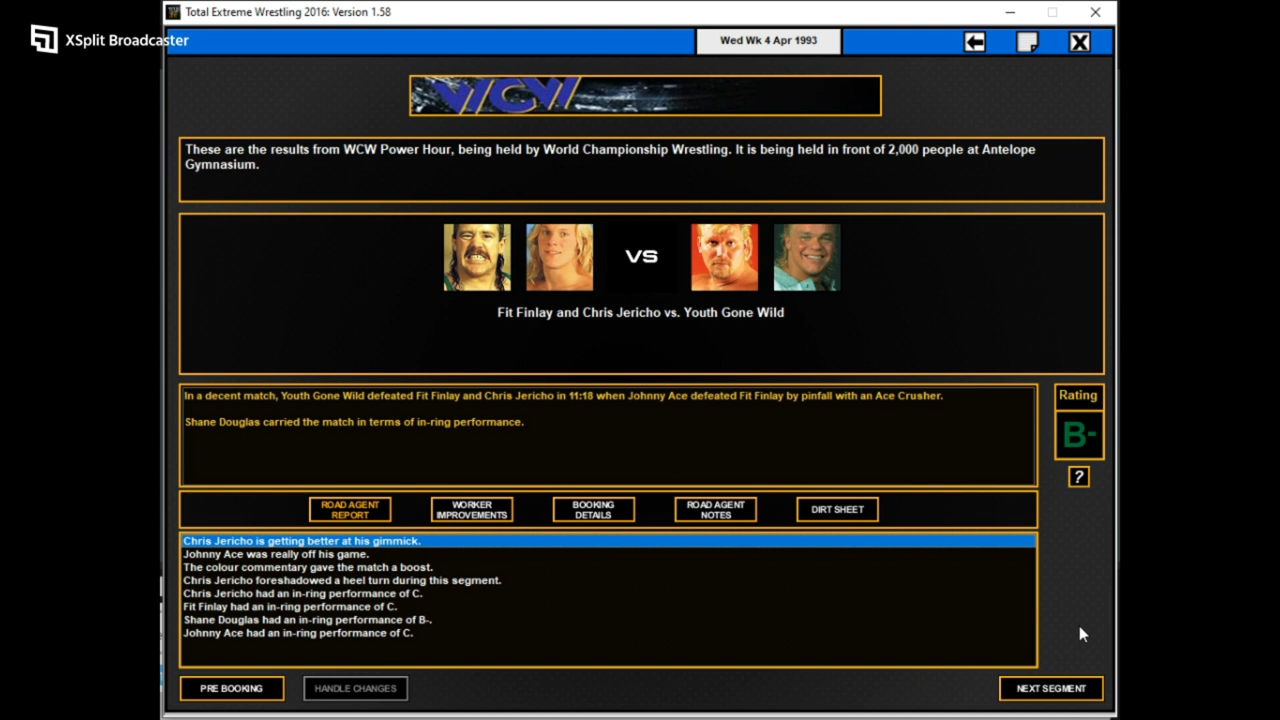 Total Extreme Wrestling 2016: Version 1.58
XSplit Broadcaster
Wed Wk 4 Apr 1993
WCW
These are the results from WCW Power Hour, being held by World Championship Wrestling. It is being held in front of 2,000 people at Antelope
Gymnasium.
VS
Fit Finlay and Chris Jericho vs. Youth Gone Wild
In a decent match, Youth Gone Wild defeated Fit Finlay and Chris Jericho in 11:18 when Johnny Ace defeated Fit Finlay by pinfall with an Ace Crusher.
Shane Douglas carried the match in terms of in-ring performance.
Rating
B-
?
ROAD AGENT
REPORT
WORKER
IMPROVEMENTS
BOOKING
DETAILS
ROAD AGENT
NOTES
DIRT SHEET
Chris Jericho is getting better at his gimmick.
Johnny Ace was really off his game.
The colour commentary gave the match a boost.
Chris Jericho foreshadowed a heel turn during this segment.
Chris Jericho had an in-ring performance of C.
Fit Finlay had an in-ring performance of C.
Shane Douglas had an in-ring performance of B-.
Johnny Ace had an in-ring performance of C.
PRE BOOKING
HANDLE CHANGES
NEXT SEGMENT